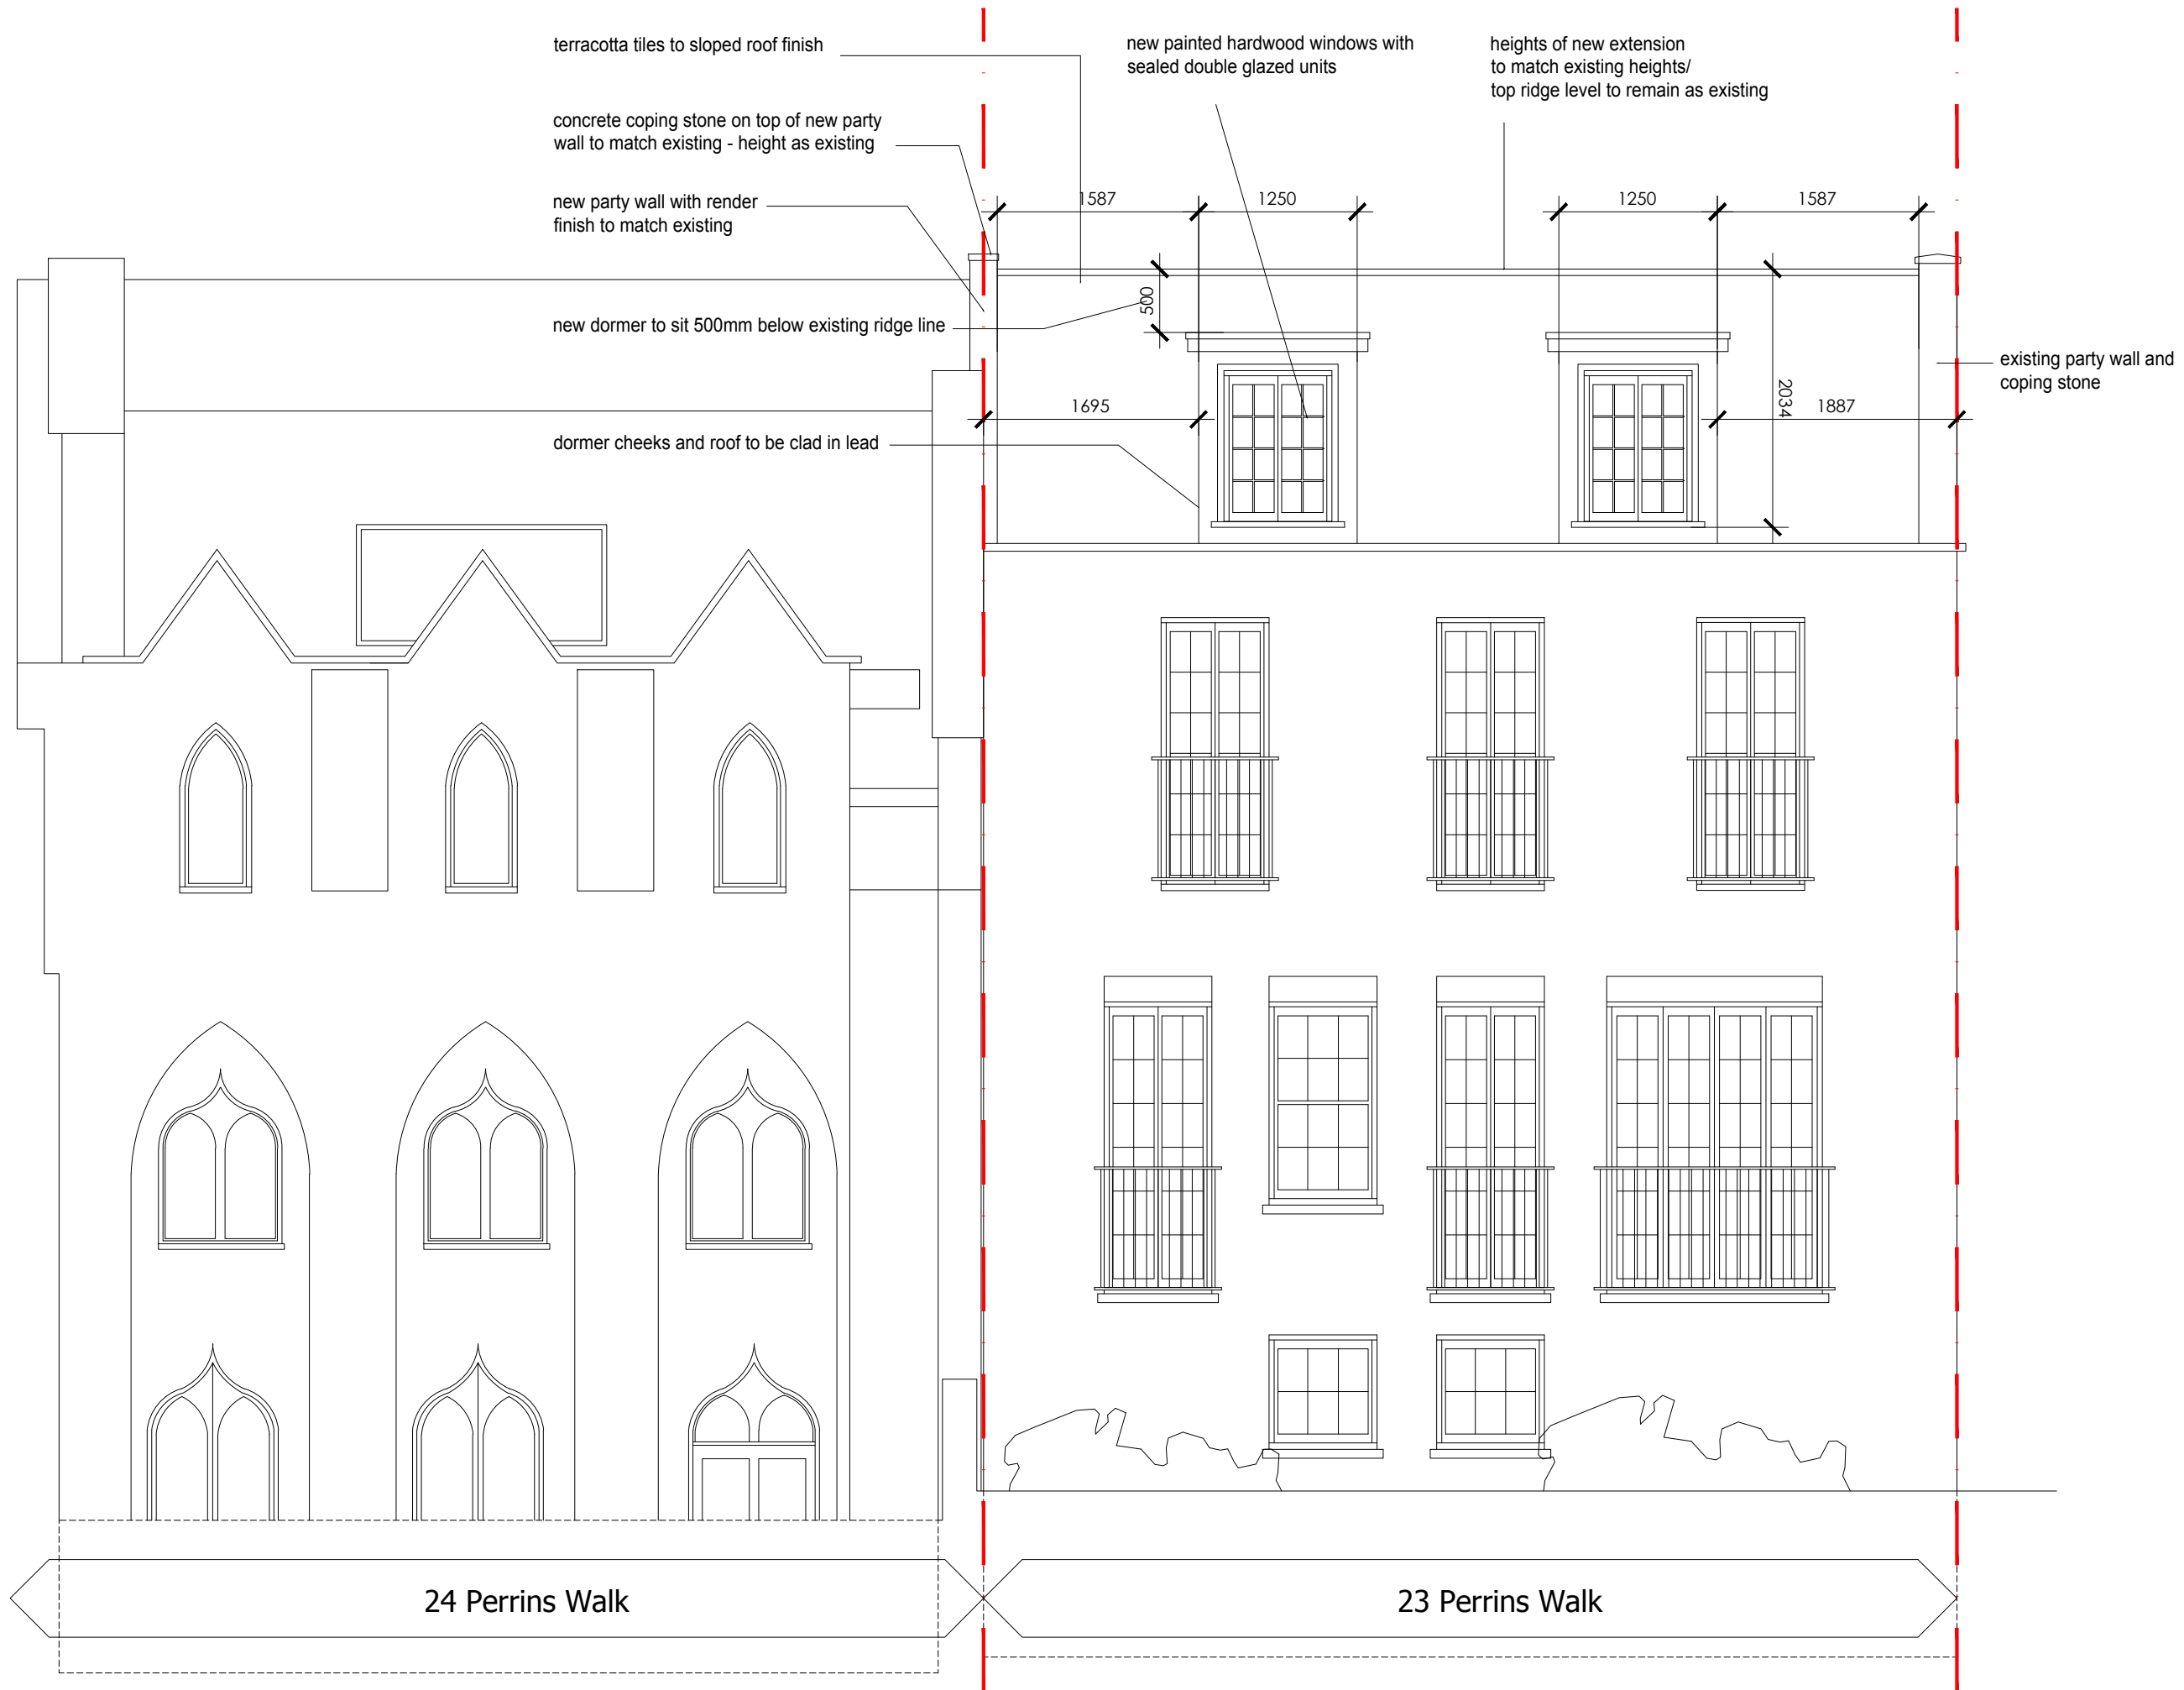 terracotta tiles to sloped roof finish
new painted hardwood windows with
sealed double glazed units
heights of new extension
to match existing heights/
top ridge level to remain as existing
concrete coping stone on top of new party
wall to match existing - height as existing
new party wall with render
finish to match existing
1587
1250
1250
1587
500
new dormer to sit 500mm below existing ridge line
existing party wall and
coping stone
1695
2034
1887
dormer cheeks and roof to be clad in lead
24 Perrins Walk
23 Perrins Walk